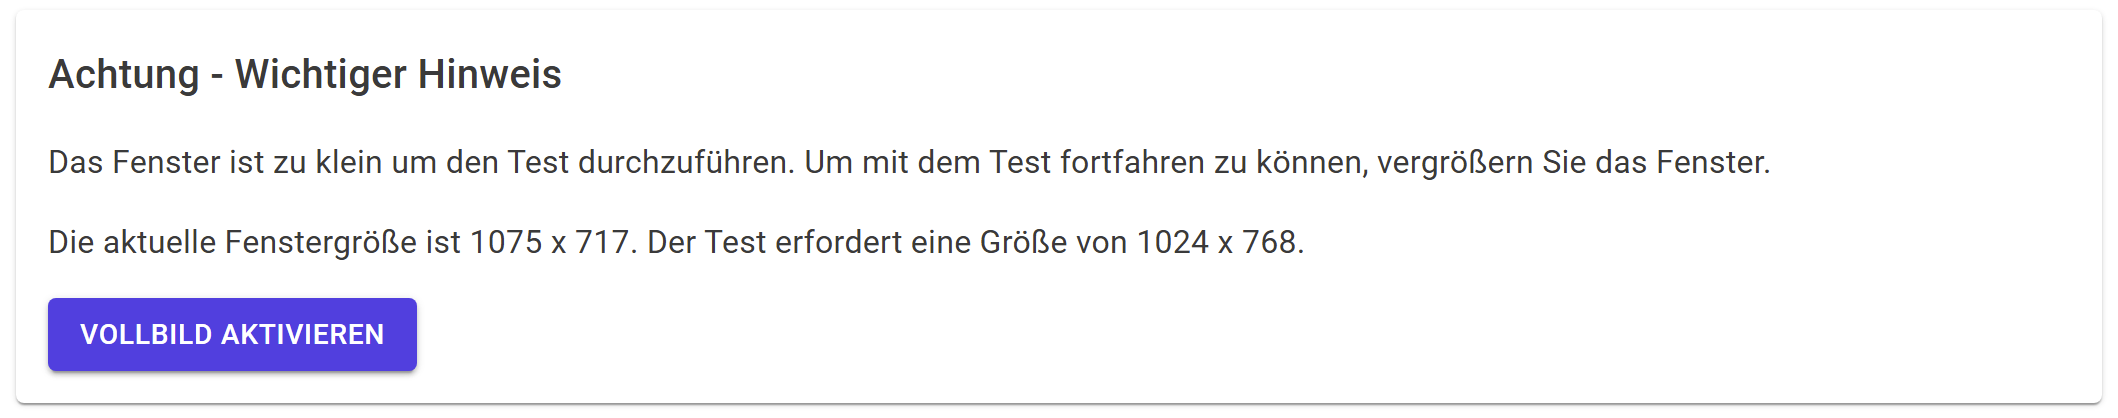 Achtung - Wichtiger Hinweis
Das Fenster ist zu klein um den Test durchzuführen. Um mit dem Test fortfahren zu können, vergrößern Sie das Fenster.
Die aktuelle Fenstergröße ist 1075 x 717. Der Test erfordert eine Größe von 1024 x 768.
VOLLBILD AKTIVIEREN